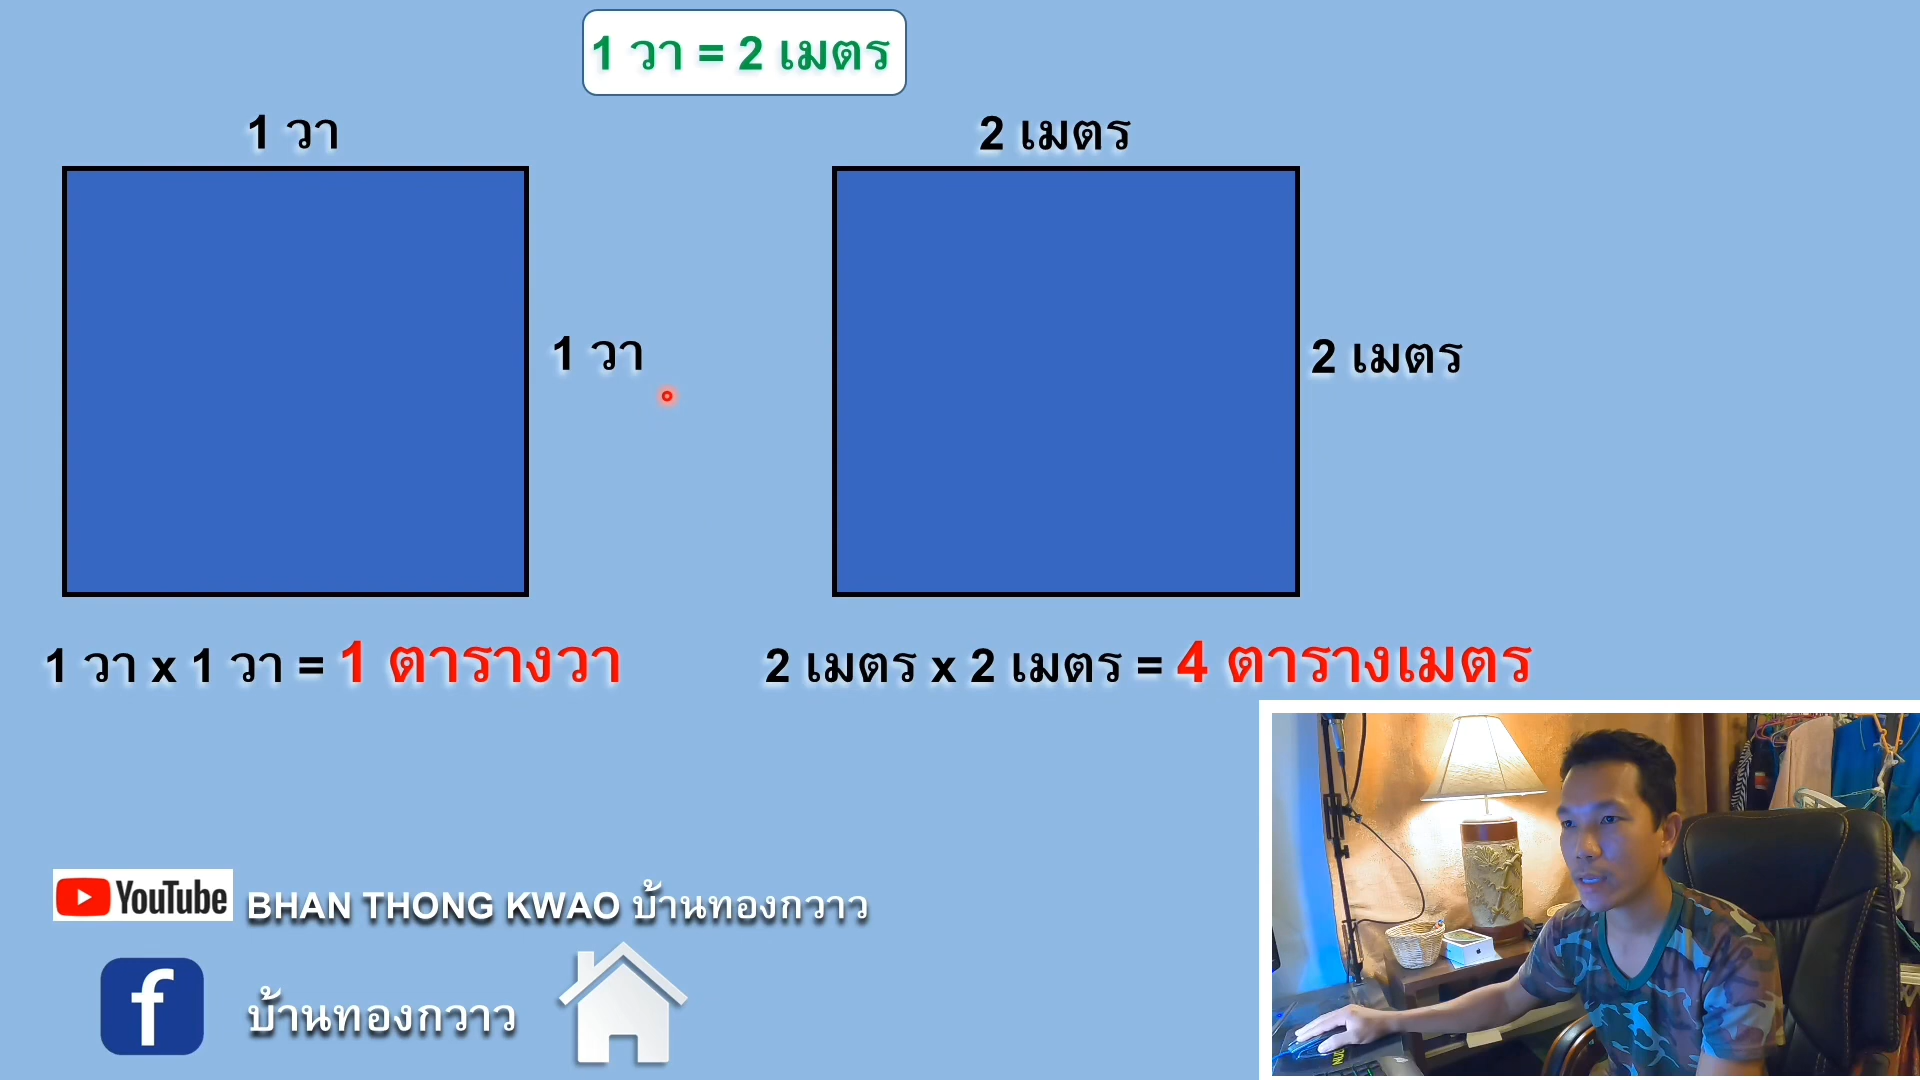 1 วา = 2 เมตร
1 วา
2 เมตร
1 วา
2 เมตร
1 วา x 1 วา = 1 ตารางวา
2 เมตร x 2 เมตร = 4 ตารางเมตร
YouTube BHAN THONG KWAO บ้านทองกวาว
f บ้านทองกวาว